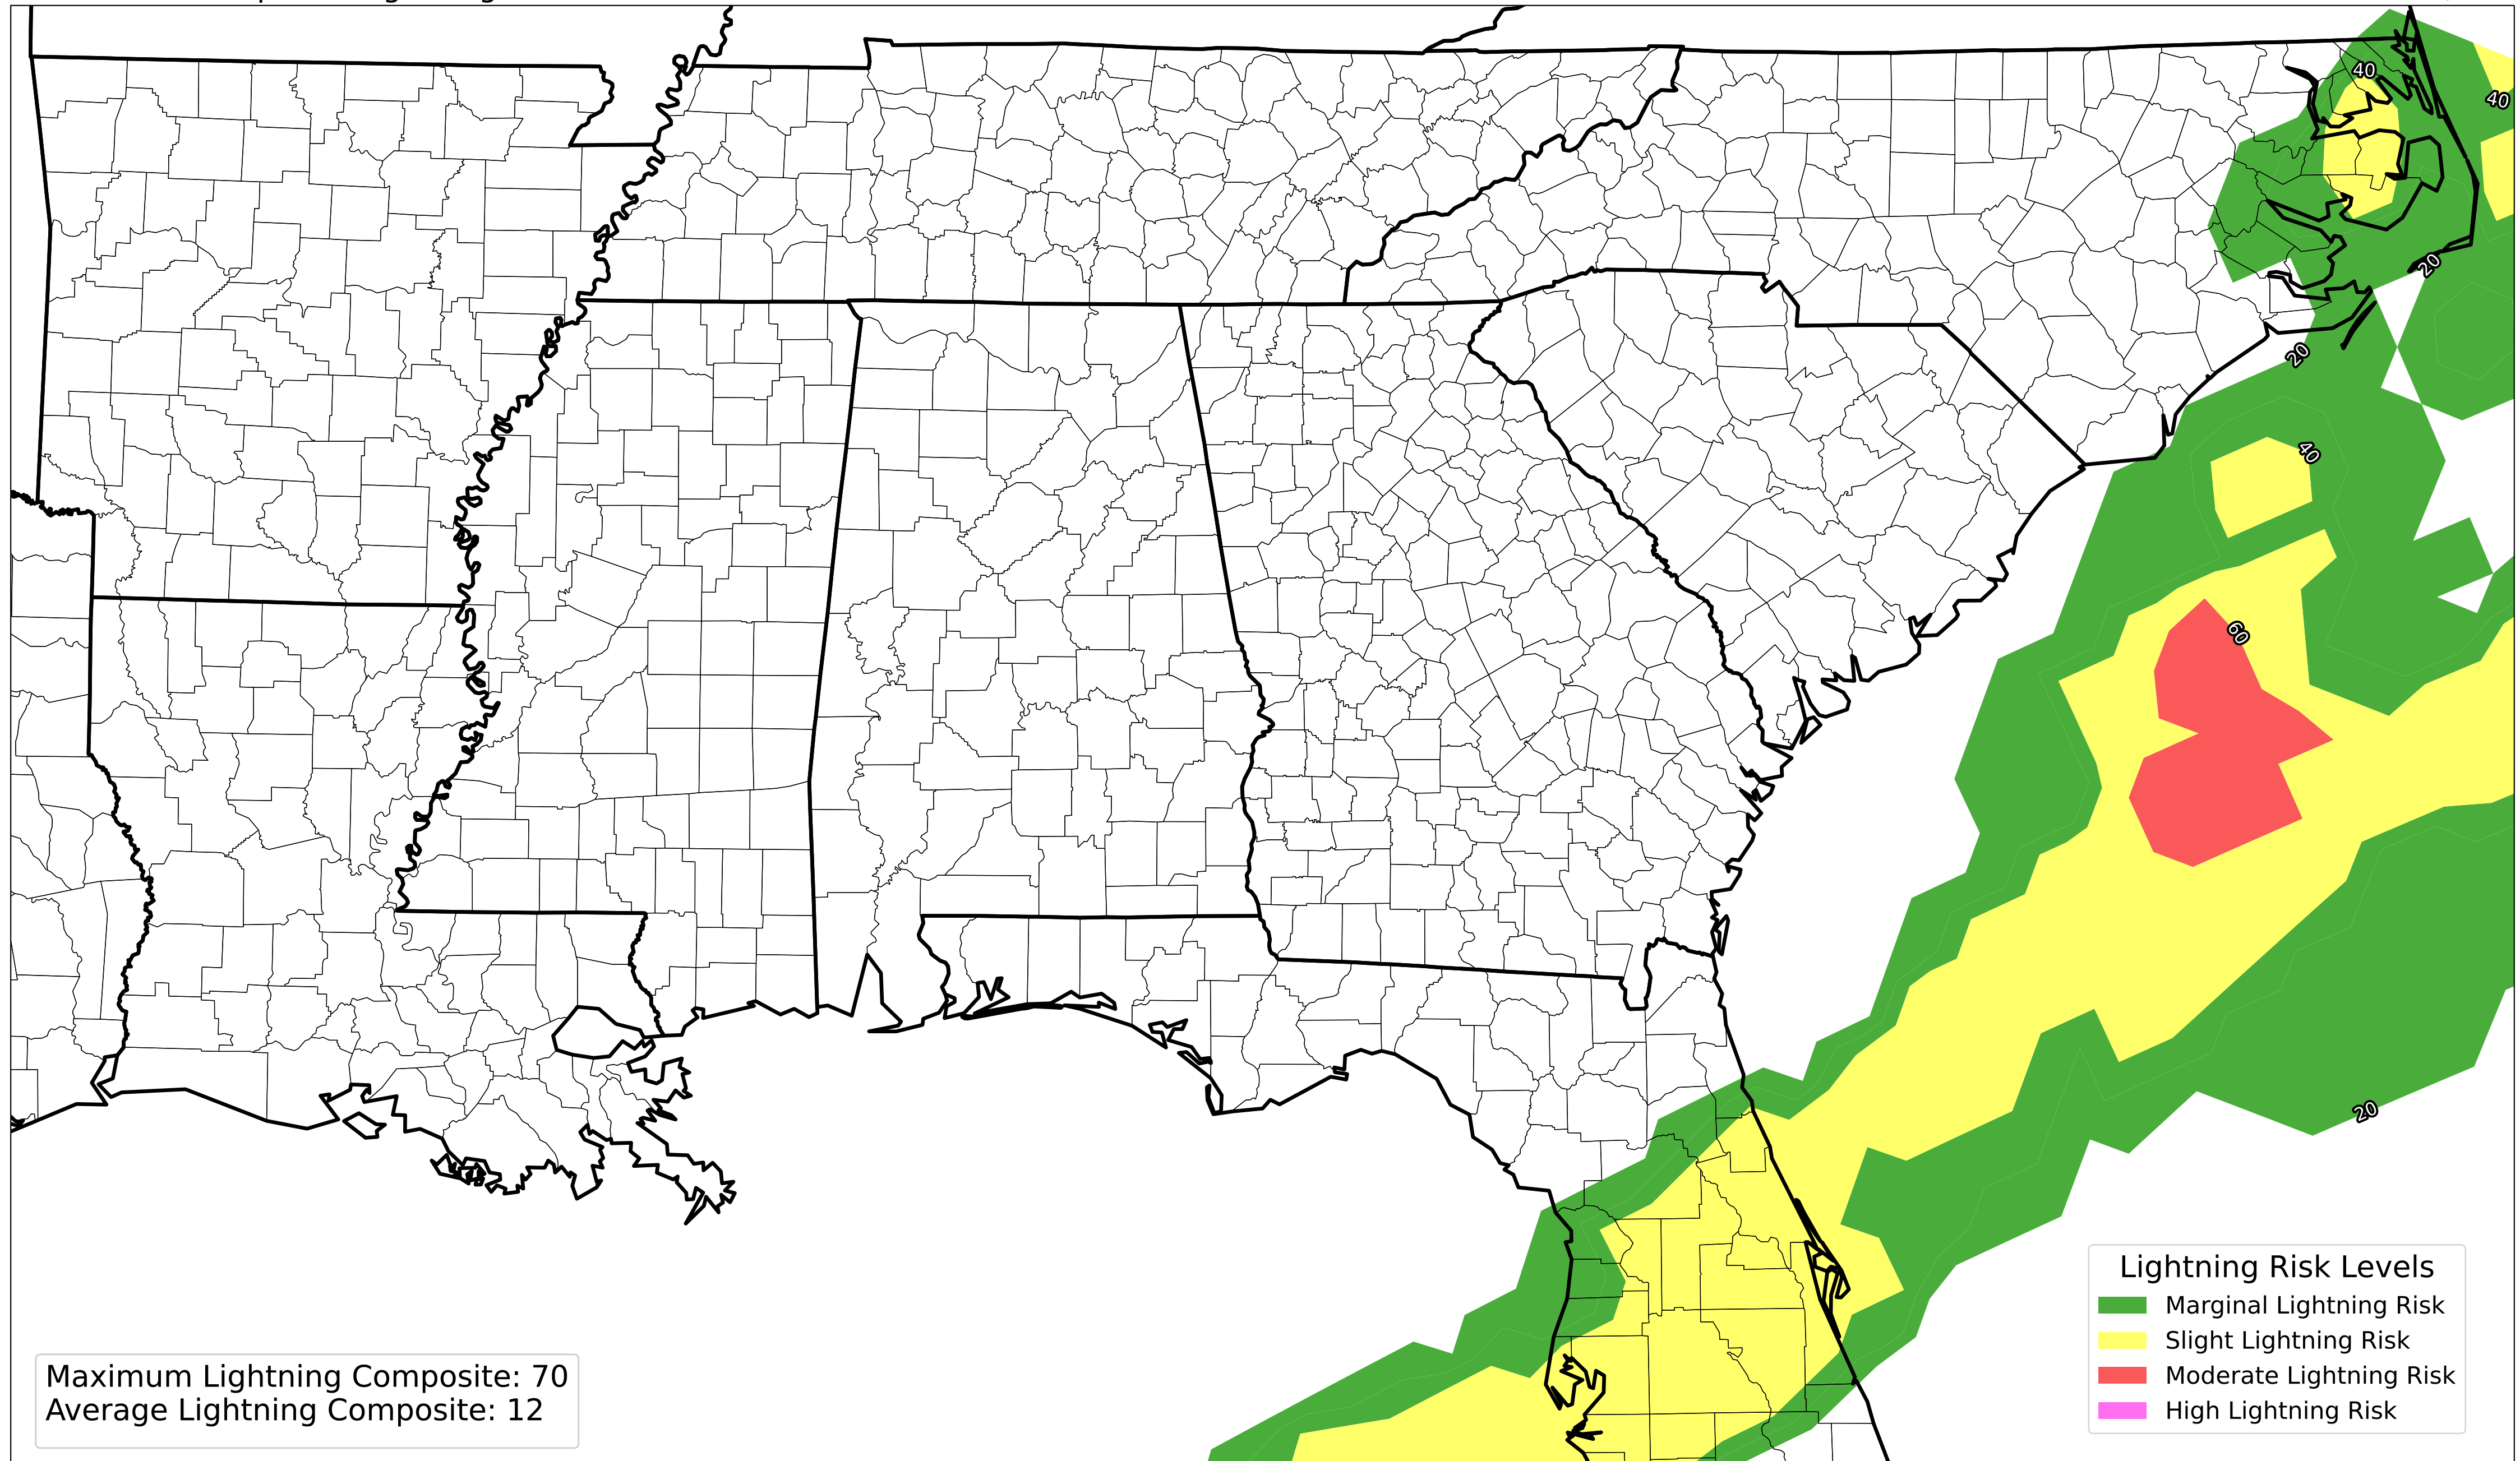 40
40
20
20
40
60
20
Lightning Risk Levels
Marginal Lightning Risk
Slight Lightning Risk
Moderate Lightning Risk
High Lightning Risk
Maximum Lightning Composite: 70
Average Lightning Composite: 12